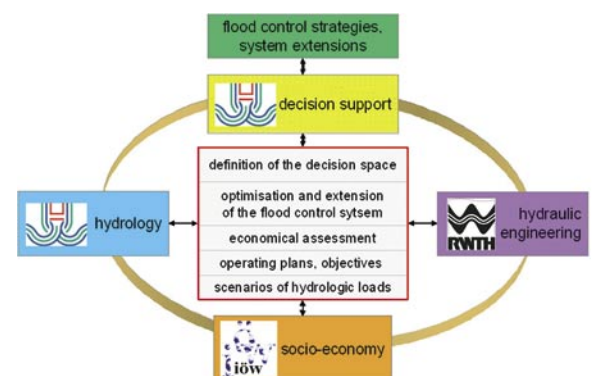 flood control strategies,
system extensions
decision support
definition of the decision space
optimisation and extension
of the flood control sytsem
economical assessment
operating plans, objectives
scenarios of hydrologic loads
hydrology
RWTH
hydraulic
engineering
iöw
socio-economy